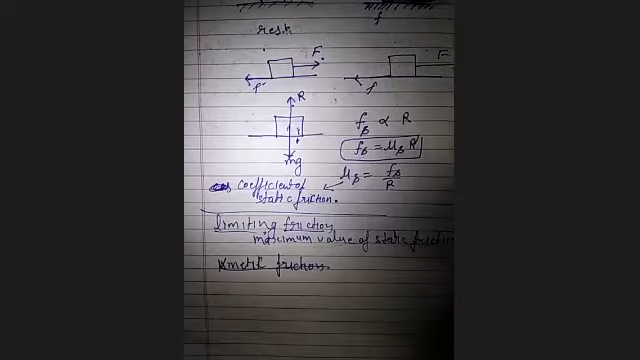 f
rest
F
F
f
f
R
fs ∝ R
fs = μs R
mg
μs = fs/R
coefficient of
static friction.
limiting friction
maximum value of static friction
Kinetic friction